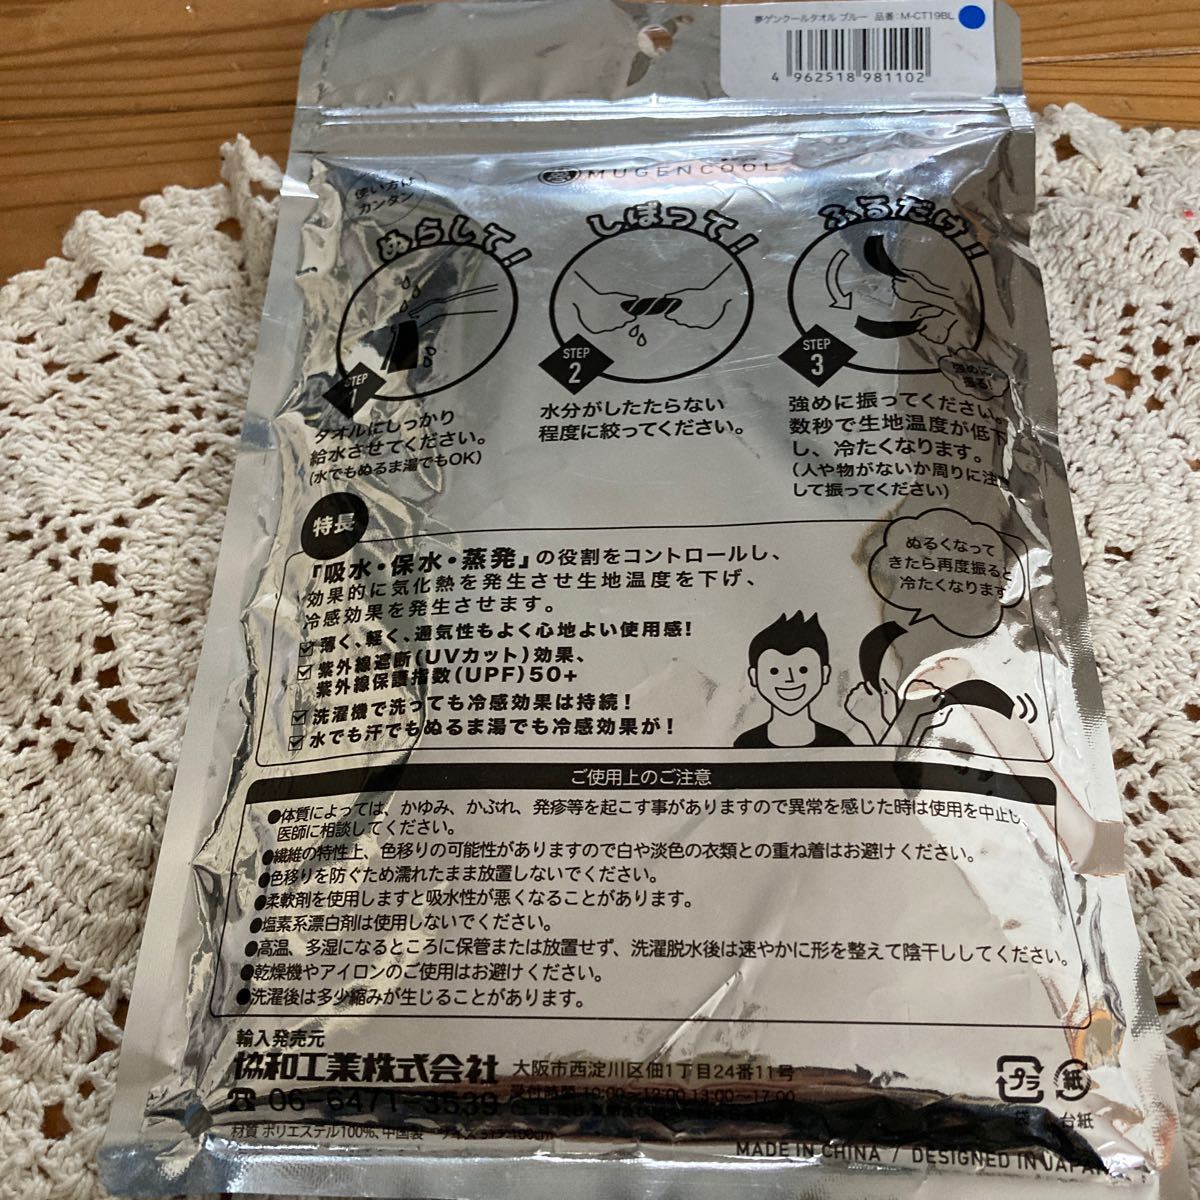 夢ゲンクールタオル ブルー 品番:M-CT19BL
4 962518 981102
MUGENCOOL
使い方は
カンタン
ぬらして!
しぼって!
ふるだけ!
STEP
1
STEP
2
STEP
3
強めに
振る!
タオルにしっかり
給水させてください。
(水でもぬるま湯でもOK)
水分がしたたらない
程度に絞ってください。
強めに振ってください。
数秒で生地温度が低下
し、冷たくなります。
(人や物がないか周りに注
して振ってください)
特長
「吸水・保水・蒸発」の役割をコントロールし、
効果的に気化熱を発生させ生地温度を下げ、
冷感効果を発生させます。
薄く、軽く、通気性もよく心地よい使用感!
紫外線遮断(UVカット)効果、
紫外線保護指数(UPF)50+
洗濯機で洗っても冷感効果は持続!
水でも汗でもぬるま湯でも冷感効果が!
ぬるくなって
きたら再度振ると
冷たくなります
ご使用上のご注意
●体質によっては、かゆみ、かぶれ、発疹等を起こす事がありますので異常を感じた時は使用を中止し
医師に相談してください。
●繊維の特性上、色移りの可能性がありますので白や淡色の衣類との重ね着はお避けください。
●色移りを防ぐため濡れたまま放置しないでください。
●柔軟剤を使用しますと吸水性が悪くなることがあります。
●塩素系漂白剤は使用しないでください。
●高温、多湿になるところに保管または放置せず、洗濯脱水後は速やかに形を整えて陰干ししてください。
●乾燥機やアイロンのご使用はお避けください。
●洗濯後は多少縮みが生じることがあります。
輸入発売元
協和工業株式会社 大阪市西淀川区佃1丁目24番11号
☎ 06-6471-3539 受付時間 10:00~12:00 13:00~17:00
材質 ポリエステル100%、中国製
プラ
袋
紙
台紙
MADE IN CHINA / DESIGNED IN JAPAN